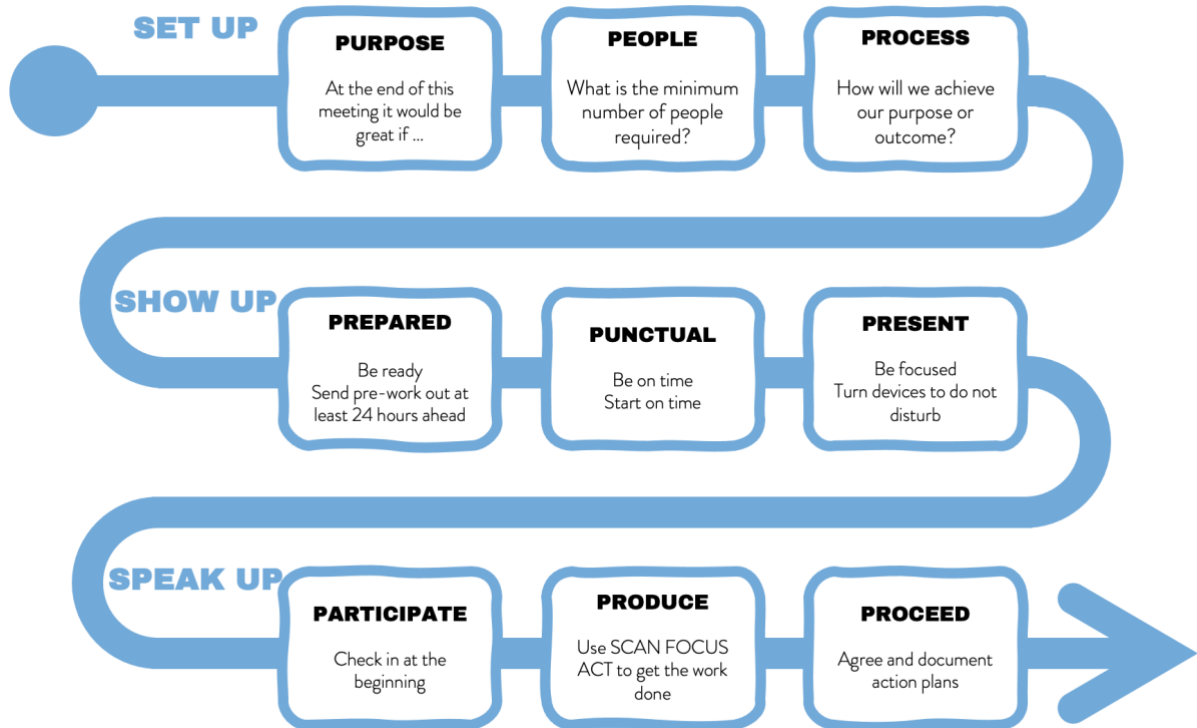 SET UP
PURPOSE
At the end of this
meeting it would be
great if ...
PEOPLE
What is the minimum
number of people
required?
PROCESS
How will we achieve
our purpose or
outcome?
SHOW UP
PREPARED
Be ready
Send pre-work out at
least 24 hours ahead
PUNCTUAL
Be on time
Start on time
PRESENT
Be focused
Turn devices to do not
disturb
SPEAK UP
PARTICIPATE
Check in at the
beginning
PRODUCE
Use SCAN FOCUS
ACT to get the work
done
PROCEED
Agree and document
action plans